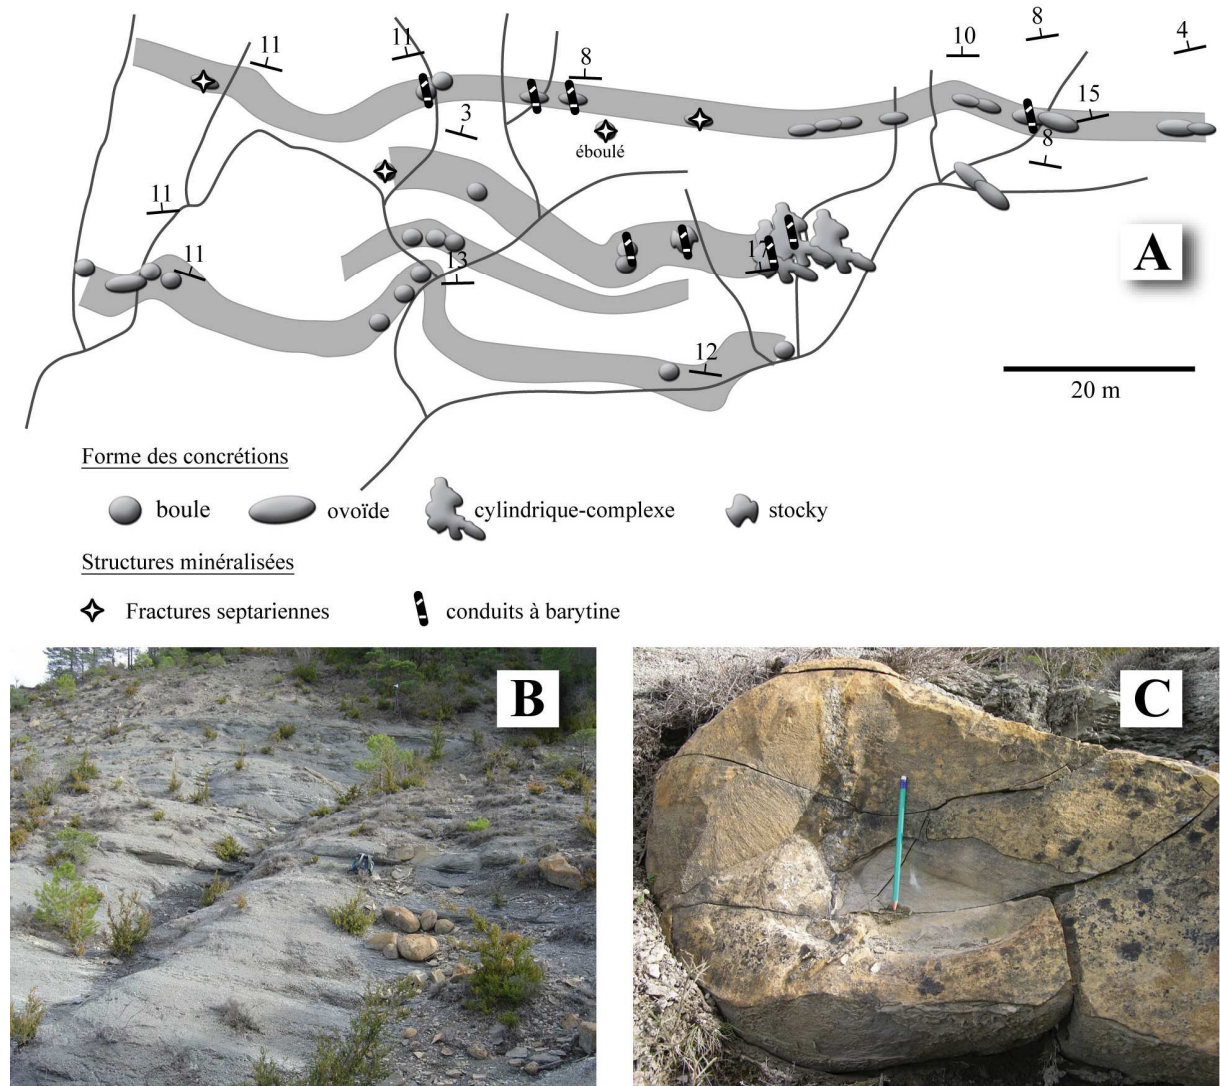 8
11
11
10
4
8
15
3
éboulé
8
11
11
17
13
A
12
20 m
Forme des concrétions
boule
ovoïde
cylindrique-complexe
stocky
Structures minéralisées
Fractures septariennes
conduits à barytine
B
C